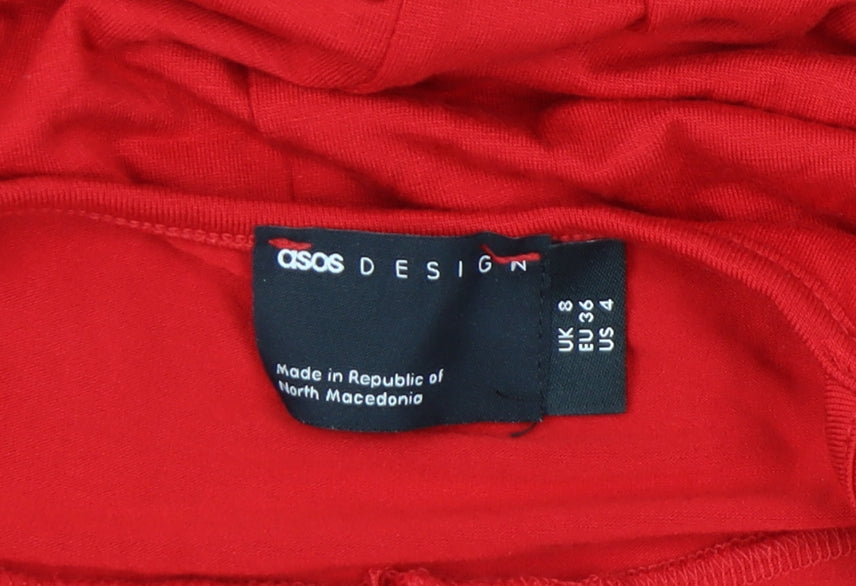 asos DESIGN
Made in Republic of
North Macedonia
UK 8
EU 36
US 4